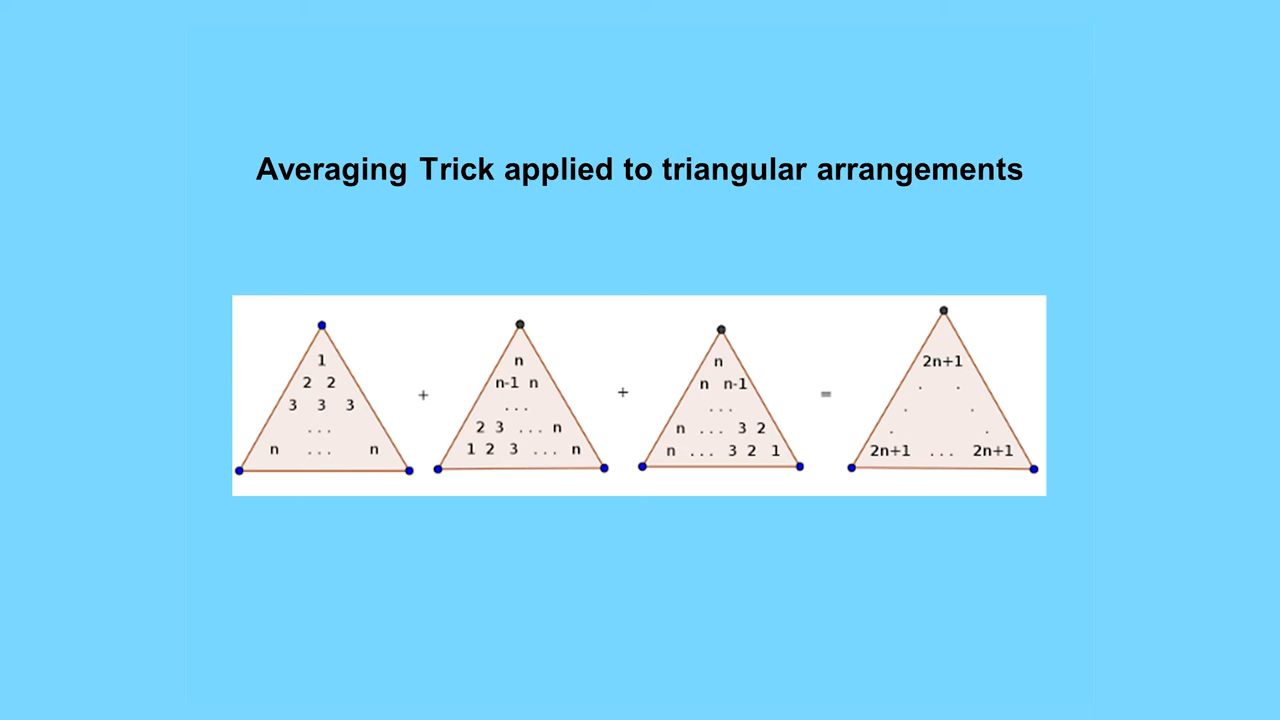 Averaging Trick applied to triangular arrangements
1
2 2
3 3 3
. . .
n . . . n
+
n
n-1 n
. . .
2 3 . . . n
1 2 3 . . . n
+
n
n n-1
. . .
n . . . 3 2
n . . . 3 2 1
=
2n+1
. .
. .
. .
2n+1 . . . 2n+1